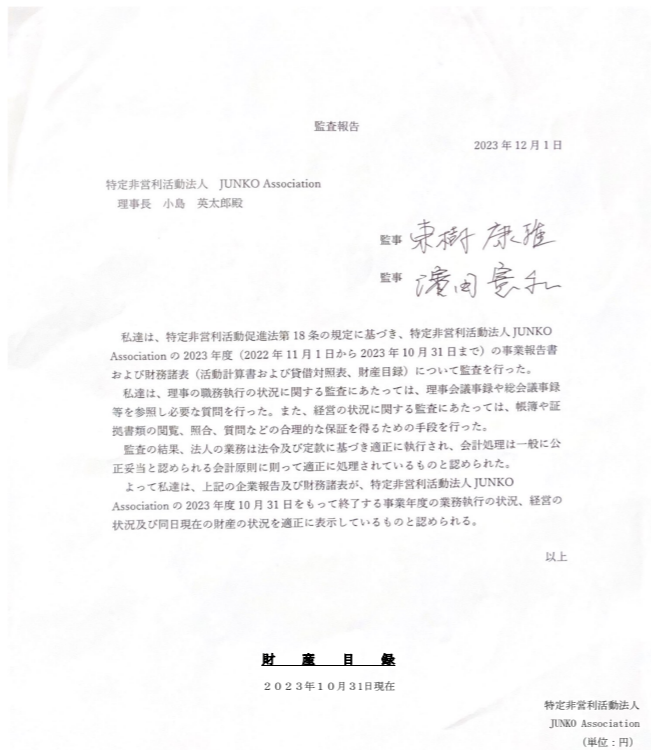 監査報告
2023 年 12 月 1 日
特定非営利活動法人　JUNKO Association
理事長　小島　英太郎殿
監事 東樹 康雅
監事 濱田 憲和
私達は、特定非営利活動促進法第 18 条の規定に基づき、特定非営利活動法人 JUNKO
Association の 2023 年度（2022 年 11 月 1 日から 2023 年 10 月 31 日まで）の事業報告書
および財務諸表（活動計算書および貸借対照表、財産目録）について監査を行った。
私達は、理事の職務執行の状況に関する監査にあたっては、理事会議事録や総会議事録
等を参照し必要な質問を行った。また、経営の状況に関する監査にあたっては、帳簿や証
拠書類の閲覧、照合、質問などの合理的な保証を得るための手段を行った。
監査の結果、法人の業務は法令及び定款に基づき適正に執行され、会計処理は一般に公
正妥当と認められる会計原則に則って適正に処理されているものと認められた。
よって私達は、上記の企業報告及び財務諸表が、特定非営利活動法人 JUNKO
Association の 2023 年度 10 月 31 日をもって終了する事業年度の業務執行の状況、経営の
状況及び同日現在の財産の状況を適正に表示しているものと認められる。
以上
財　産　目　録
２０２３年１０月３１日現在
特定非営利活動法人
JUNKO Association
（単位：円）